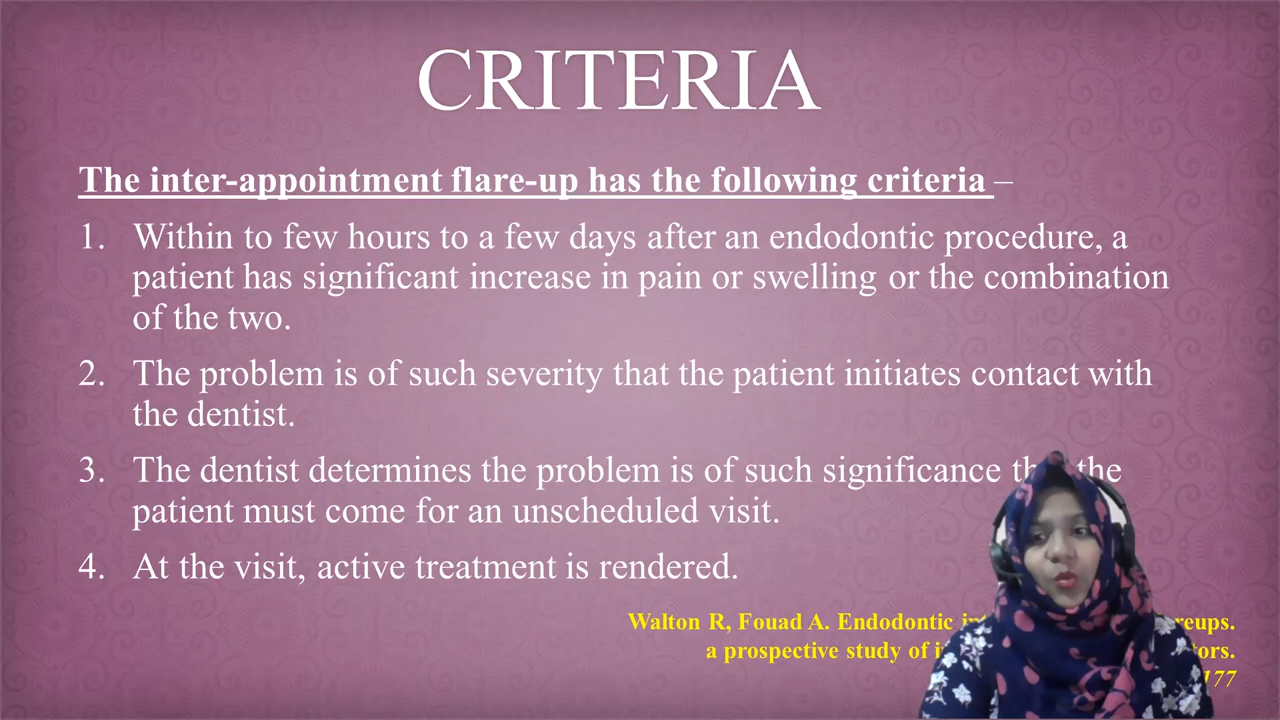 CRITERIA
The inter-appointment flare-up has the following criteria –
1. Within to few hours to a few days after an endodontic procedure, a
patient has significant increase in pain or swelling or the combination
of the two.
2. The problem is of such severity that the patient initiates contact with
the dentist.
3. The dentist determines the problem is of such significance the
patient must come for an unscheduled visit.
4. At the visit, active treatment is rendered.
Walton R, Fouad A. Endodontic
a prospective study of
177